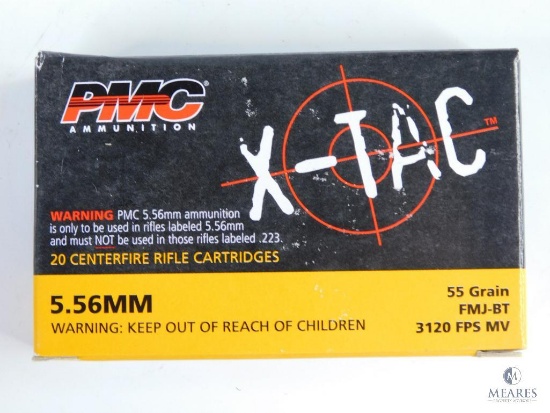 PMC®
AMMUNITION
X-TAC™
WARNING PMC 5.56mm ammunition
is only to be used in rifles labeled 5.56mm
and must NOT be used in those rifles labeled .223.
20 CENTERFIRE RIFLE CARTRIDGES
5.56MM
WARNING: KEEP OUT OF REACH OF CHILDREN
55 Grain
FMJ-BT
3120 FPS MV
M
MEARES